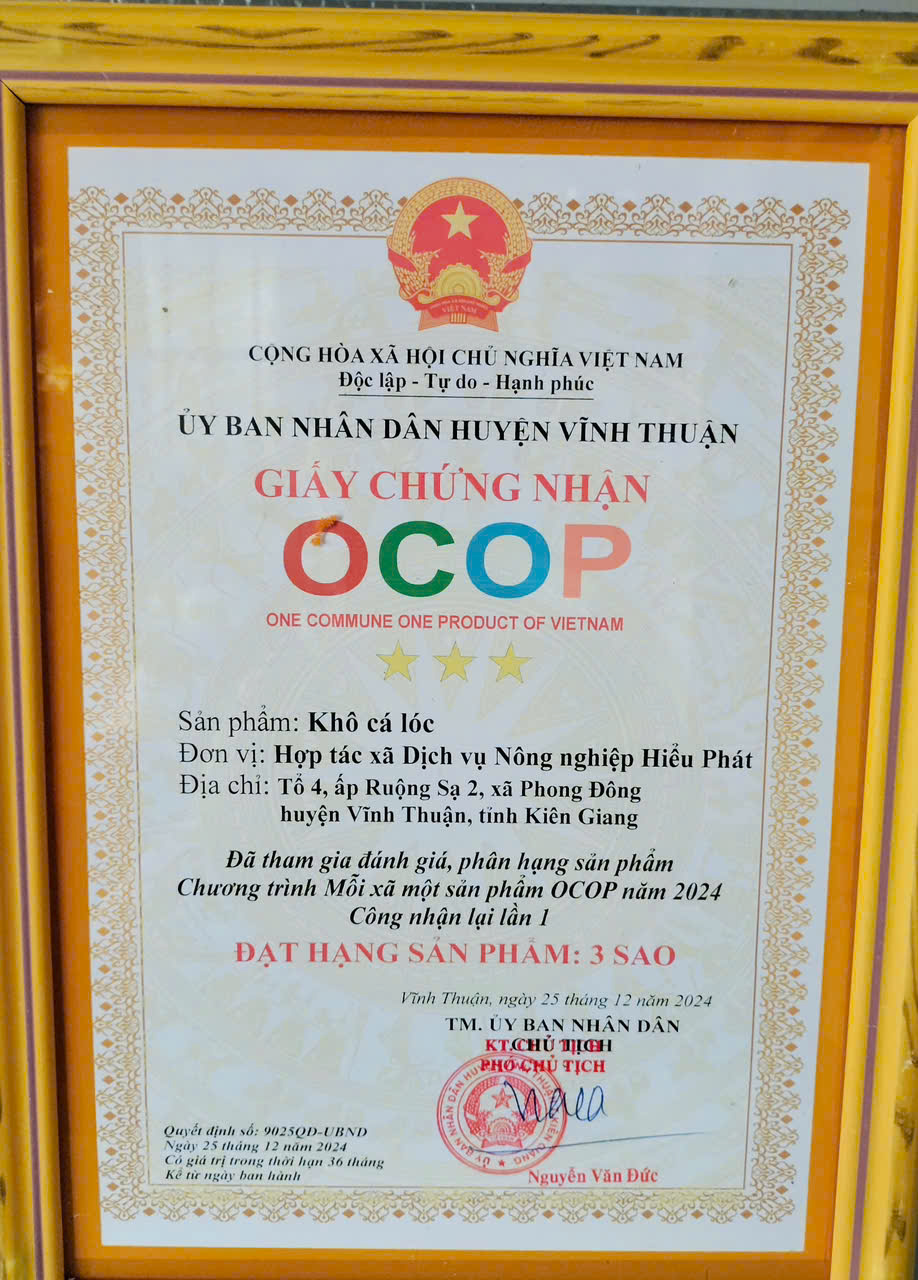 CỘNG HÒA XÃ HỘI CHỦ NGHĨA VIỆT NAM
Độc lập - Tự do - Hạnh phúc
ỦY BAN NHÂN DÂN HUYỆN VĨNH THUẬN
GIẤY CHỨNG NHẬN
OCOP
ONE COMMUNE ONE PRODUCT OF VIETNAM
Sản phẩm: Khô cá lóc
Đơn vị: Hợp tác xã Dịch vụ Nông nghiệp Hiểu Phát
Địa chỉ: Tổ 4, ấp Ruộng Sạ 2, xã Phong Đông
huyện Vĩnh Thuận, tỉnh Kiên Giang
Đã tham gia đánh giá, phân hạng sản phẩm
Chương trình Mỗi xã một sản phẩm OCOP năm 2024
Công nhận lại lần 1
ĐẠT HẠNG SẢN PHẨM: 3 SAO
Vĩnh Thuận, ngày 25 tháng 12 năm 2024
TM. ỦY BAN NHÂN DÂN
CHỦ TỊCH
KT. CHỦ TỊCH
PHÓ CHỦ TỊCH
Nguyễn Văn Đức
Quyết định số: 9025QĐ-UBND
Ngày 25 tháng 12 năm 2024
Có giá trị trong thời hạn 36 tháng
Kể từ ngày ban hành